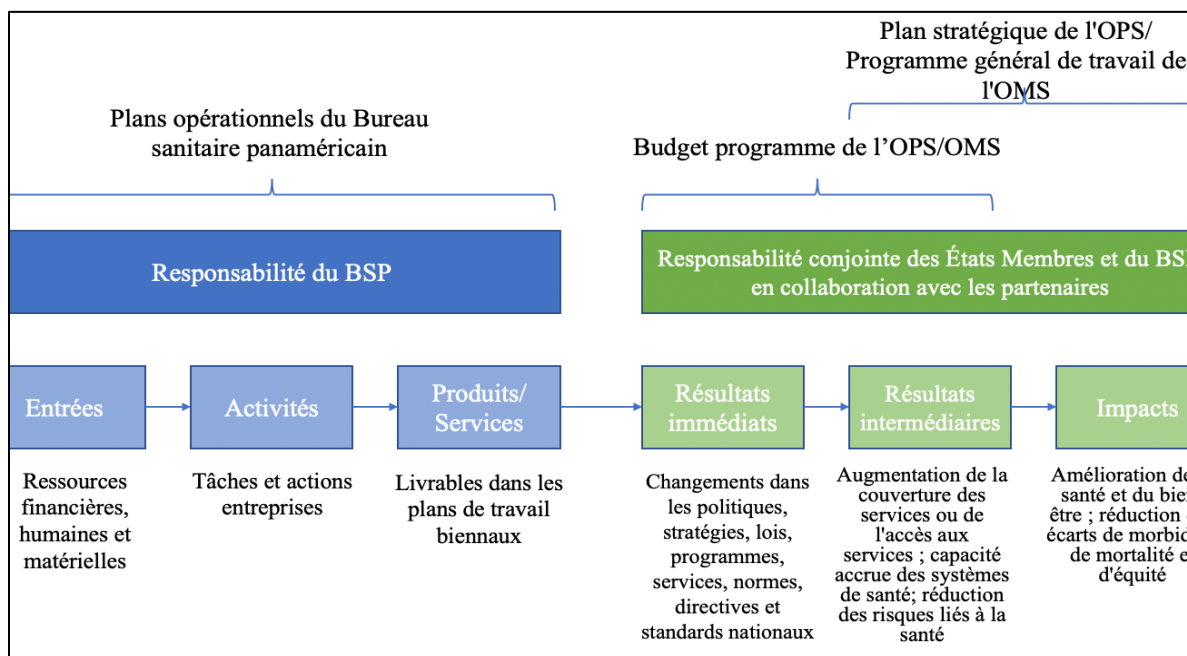 Plan stratégique de l'OPS/
Programme général de travail de
l'OMS
Plans opérationnels du Bureau
sanitaire panaméricain
Budget programme de l’OPS/OMS
Responsabilité du BSP
Responsabilité conjointe des États Membres et du
en collaboration avec les partenaires
Entrées
Activités
Produits/
Services
Résultats
immédiats
Résultats
intermédiaires
Impacts
Ressources
financières,
humaines et
matérielles
Tâches et actions
entreprises
Livrables dans les
plans de travail
biennaux
Changements dans
les politiques,
stratégies, lois,
programmes,
services, normes,
directives et
standards nationaux
Augmentation de la
couverture des
services ou de
l'accès aux
services ; capacité
accrue des systèmes
de santé; réduction
des risques liés à la
santé
Amélioration de
santé et du bien
être ; réduction
écarts de
de mortalité
d'équité